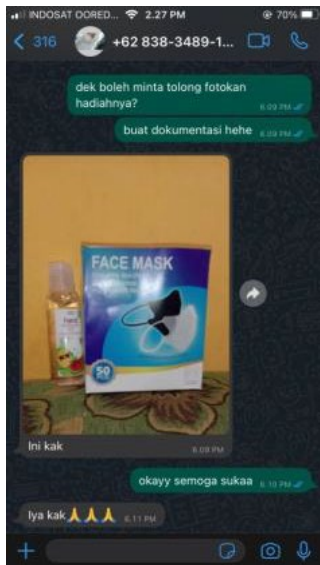 INDOSAT OORED... 2.27 PM 70%
316 +62 838-3489-1...
dek boleh minta tolong fotokan
hadiahnya?
6.09 PM
buat dokumentasi hehe 6.09 PM
FACE MASK
50
Ini kak 6.09 PM
okayy semoga sukaa 6.10 PM
Iya kak🙏🙏🙏 6.11 PM